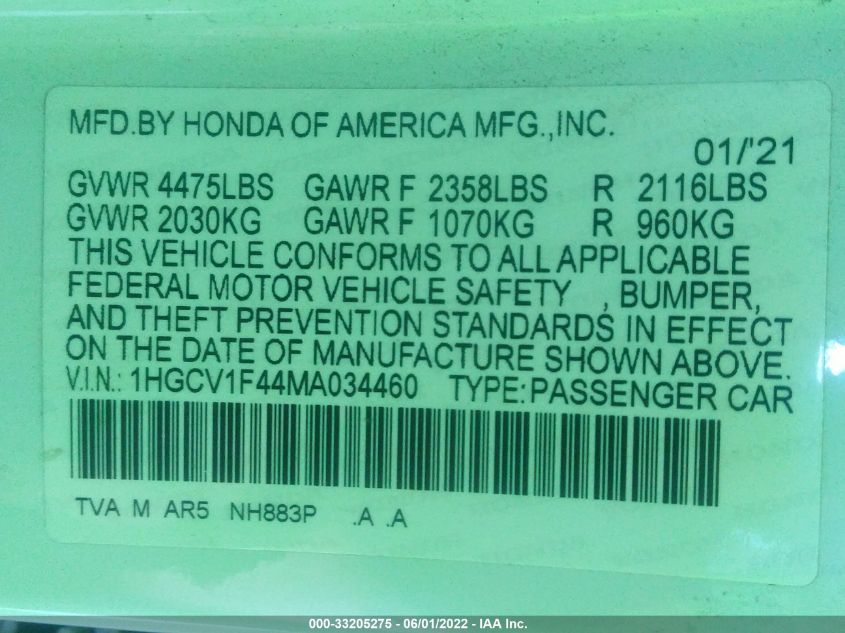 MFD.BY HONDA OF AMERICA MFG.,INC.
01/'21
GVWR 4475LBS GAWR F 2358LBS R 2116LBS
GVWR 2030KG GAWR F 1070KG R 960KG
THIS VEHICLE CONFORMS TO ALL APPLICABLE
FEDERAL MOTOR VEHICLE SAFETY , BUMPER,
AND THEFT PREVENTION STANDARDS IN EFFECT
ON THE DATE OF MANUFACTURE SHOWN ABOVE.
V.I.N.: 1HGCV1F44MA034460 TYPE:PASSENGER CAR
TVA M AR5 NH883P .A .A
000-33205275 - 06/01/2022 - IAA Inc.